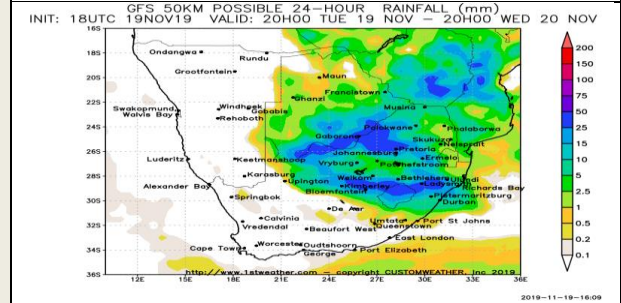 GFS 50KM POSSIBLE 24-HOUR RAINFALL (mm)
INIT: 18UTC 19NOV19 VALID: 20H00 TUE 19 NOV - 20H00 WED 20 NOV
16S
Ondangwa
Rundu
200
18S
150
Grootfontein
100
20S
Maun
75
Francistown
50
22S
Ghanzi
Musina
25
Swakopmund
Windhoek
Gobabis
Walvis Bay
Rehoboth
Polokwane
Phalaborwa
15
24S
Gaborone
Skukuza
10
Johannesburg
Pretoria
Nelspruit
26S
Luderitz
Keetmanshoop
Vryburg
Potchefstroom
Ermelo
5
28S
Karasburg
Upington
Welkom
Bethlehem
Ulundi
2.5
Alexander Bay
Kimberley
Ladysmith
Richards Bay
Springbok
Bloemfontein
Pietermaritzburg
1
30S
De Aar
Durban
0.5
Calvinia
Umtata
Port St Johns
32S
Vredendal
Beaufort West
Queenstown
0.2
East London
34S
Cape Town
Worcester
Oudtshoorn
Port Elizabeth
0.1
George
36S
http://www.1stweather.com - copyright CUSTOMWEATHER, Inc 2019
12E 15E 18E 21E 24E 27E 30E 33E 36E
2019-11-19-16:09